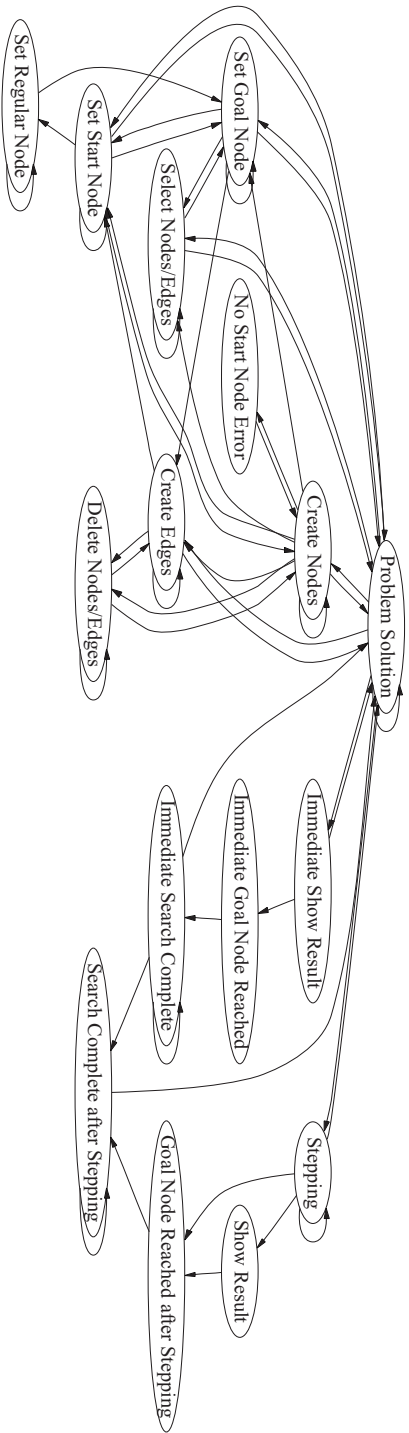 Problem Solution
Create Nodes
Immediate Show Result
Stepping
Set Goal Node
No Start Node Error
Immediate Goal Node Reached
Show Result
Select Nodes/Edges
Create Edges
Immediate Search Complete
Goal Node Reached after Stepping
Set Start Node
Delete Nodes/Edges
Search Complete after Stepping
Set Regular Node